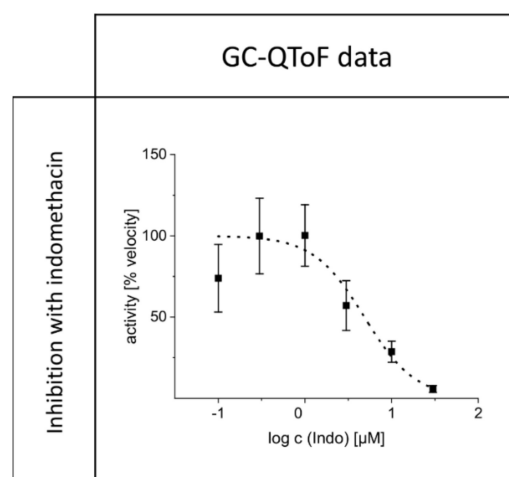 GC-QToF data
Inhibition with indomethacin
activity [% velocity]
150
100
50
-1
0
1
2
log c (Indo) [µM]